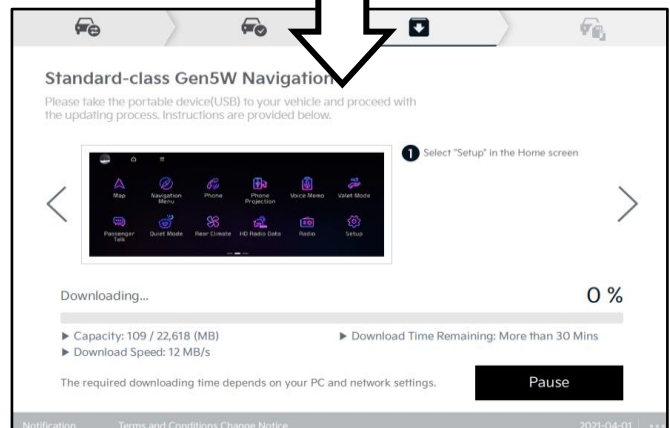 Standard-class Gen5W Navigation
Please take the portable device(USB) to your vehicle and proceed with
the updating process. Instructions are provided below.
1 Select "Setup" in the Home screen
Map Navigation Menu Phone Phone Projection Voice Memo Valet Mode
Passenger Talk Quiet Mode Rear Climate HD Radio Data Radio Setup
Downloading...
0 %
▶ Capacity: 109 / 22,618 (MB)
▶ Download Time Remaining: More than 30 Mins
▶ Download Speed: 12 MB/s
The required downloading time depends on your PC and network settings.
Pause
Notification Terms and Conditions Change Notice 2021-04-01